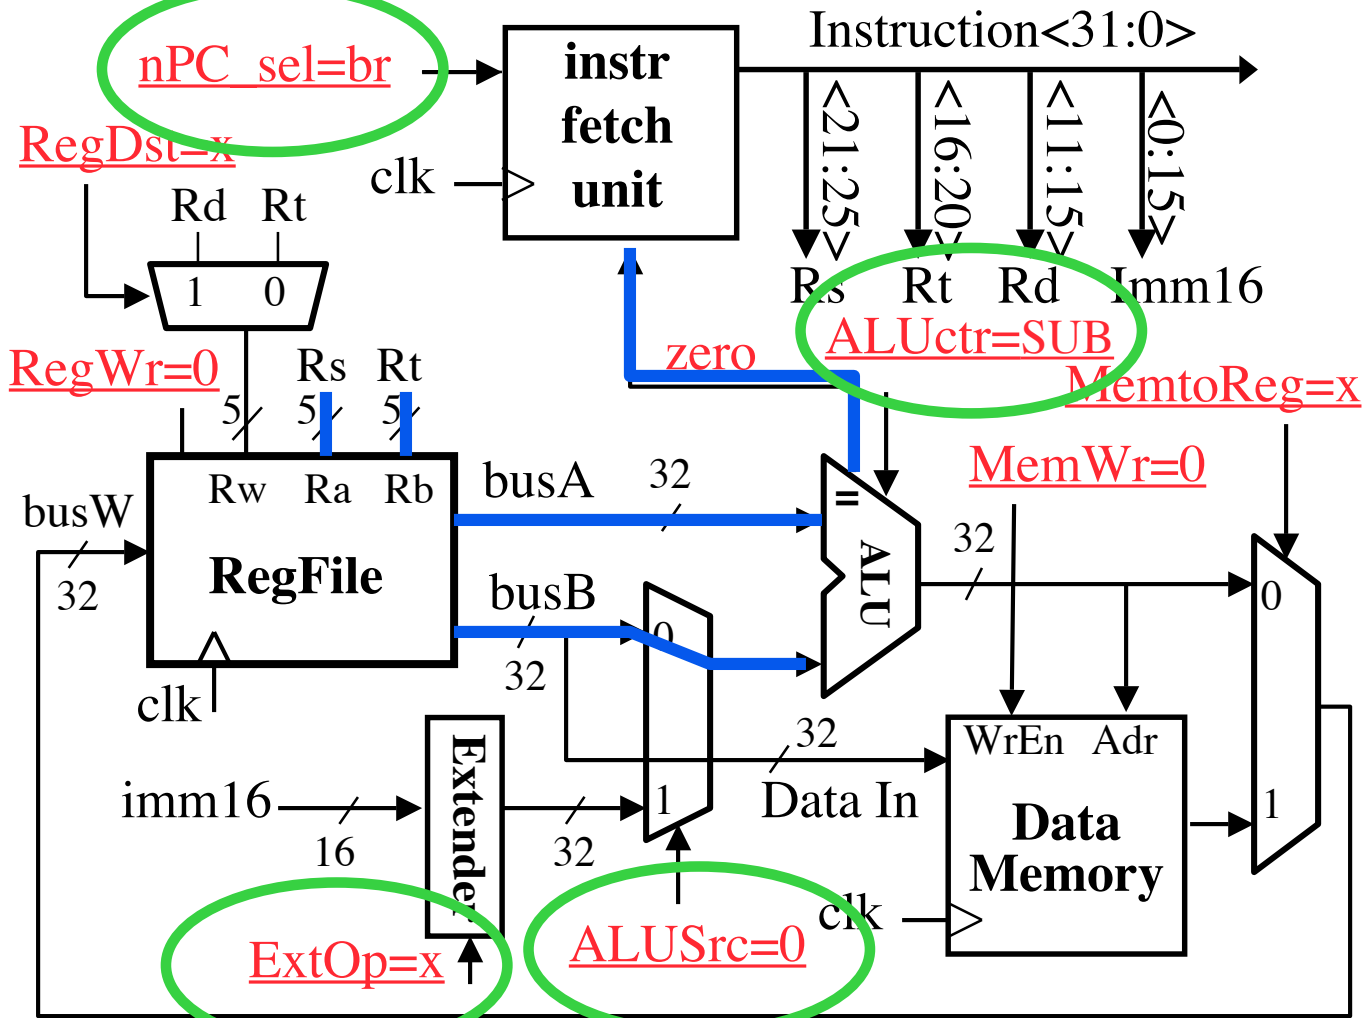 Instruction<31:0>
nPC_sel=br
instr
fetch
unit
<21:25>
<16:20>
<11:15>
<0:15>
RegDst=x
clk
Rd
Rt
1
0
Rs
Rt
Rd
Imm16
ALUctr=SUB
zero
RegWr=0
Rs
Rt
MemtoReg=x
5
5
5
MemWr=0
busW
32
Rw
Ra
Rb
RegFile
busA
32
=
ALU
32
busB
32
0
0
clk
Extender
32
Data In
WrEn
Adr
imm16
16
32
1
Data
Memory
1
clk
ExtOp=x
ALUSrc=0